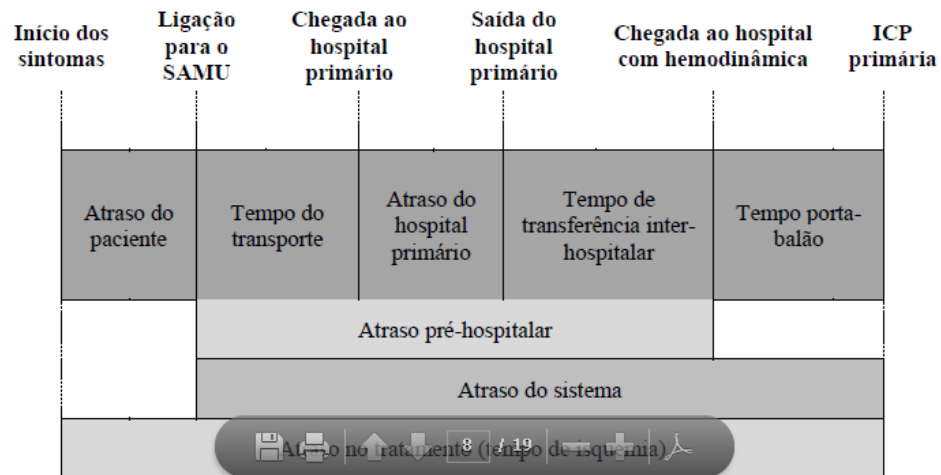 Início dos
sintomas
Ligação
para o
SAMU
Chegada ao
hospital
primário
Saída do
hospital
primário
Chegada ao hospital
com hemodinâmica
ICP
primária
Atraso do
paciente
Tempo do
transporte
Atraso do
hospital
primário
Tempo de
transferência inter-
hospitalar
Tempo porta-
balão
Atraso pré-hospitalar
Atraso do sistema
Atraso no tratamento (tempo de isquemia)
8 / 19